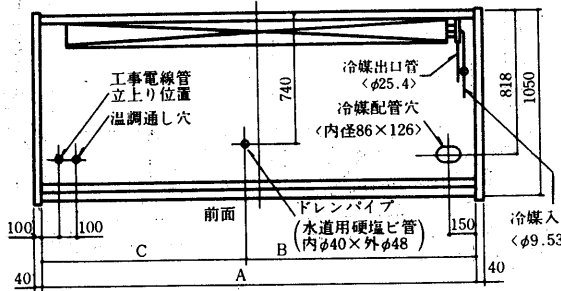 工事電線管
立上り位置
温調通し穴
740
冷媒出口管
<φ25.4>
冷媒配管穴
<内径86×126>
818
1050
前面
ドレンパイプ
(水道用硬塩ビ管
内φ40×外φ48)
冷媒入
<φ9.53
100
100
150
C
B
A
40
40